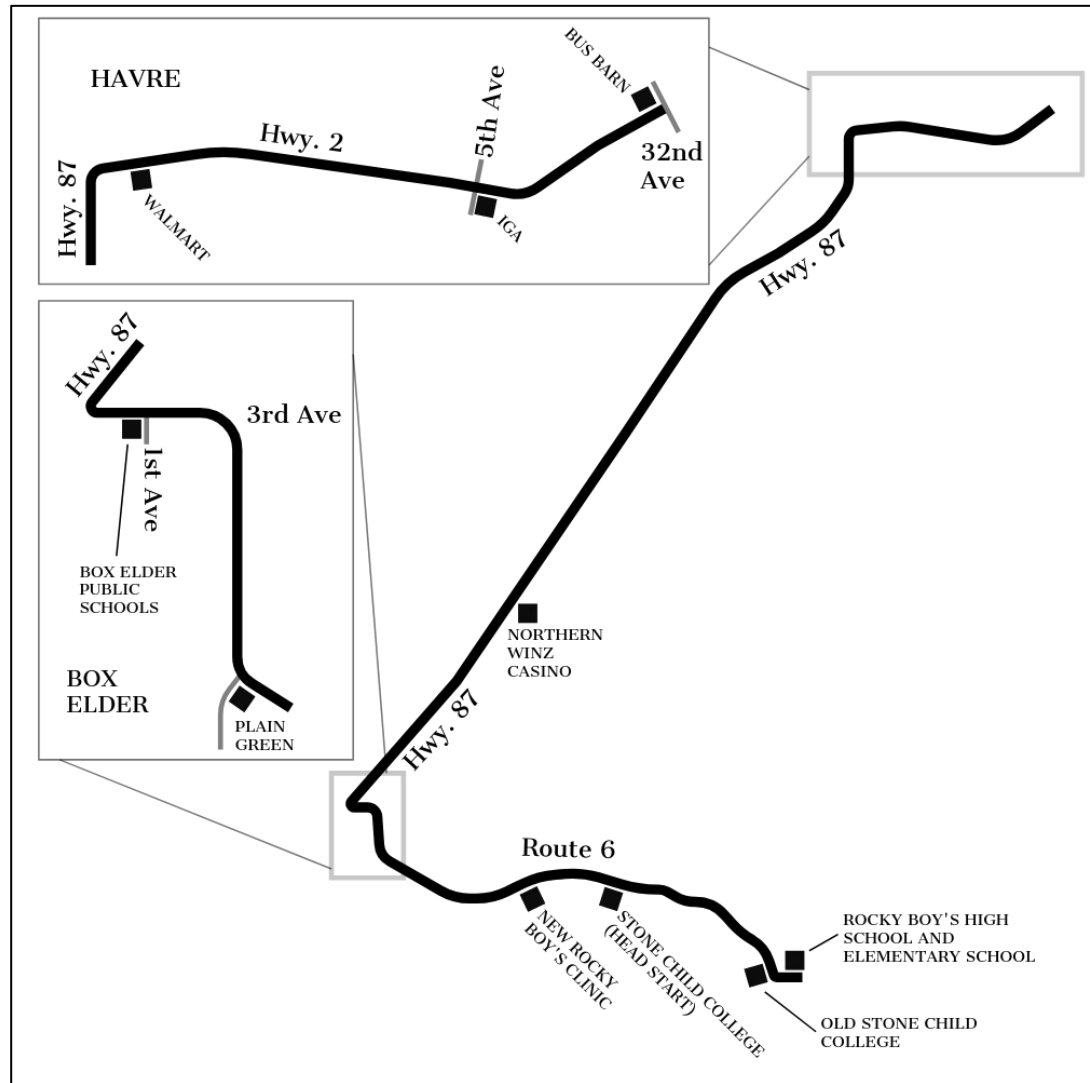 HAVRE
BUS BARN
5th Ave
Hwy. 2
32nd
Ave
Hwy. 87
WALMART
IGA
Hwy. 87
Hwy. 87
3rd Ave
1st Ave
BOX ELDER
PUBLIC
SCHOOLS
BOX
ELDER
PLAIN
GREEN
NORTHERN
WINZ
CASINO
Hwy. 87
Route 6
NEW ROCKY
BOY'S CLINIC
STONE CHILD COLLEGE
(HEAD START)
ROCKY BOY'S HIGH
SCHOOL AND
ELEMENTARY SCHOOL
OLD STONE CHILD
COLLEGE